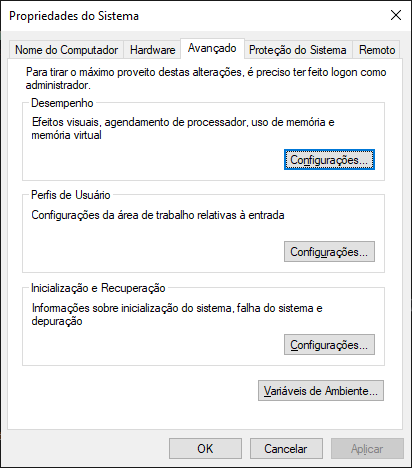 Propriedades do Sistema
Nome do Computador Hardware Avançado Proteção do Sistema Remoto
Para tirar o máximo proveito destas alterações, é preciso ter feito logon como
administrador.
Desempenho
Efeitos visuais, agendamento de processador, uso de memória e
memória virtual
Configurações...
Perfis de Usuário
Configurações da área de trabalho relativas à entrada
Configurações...
Inicialização e Recuperação
Informações sobre inicialização do sistema, falha do sistema e
depuração
Configurações...
Variáveis de Ambiente...
OK Cancelar Aplicar